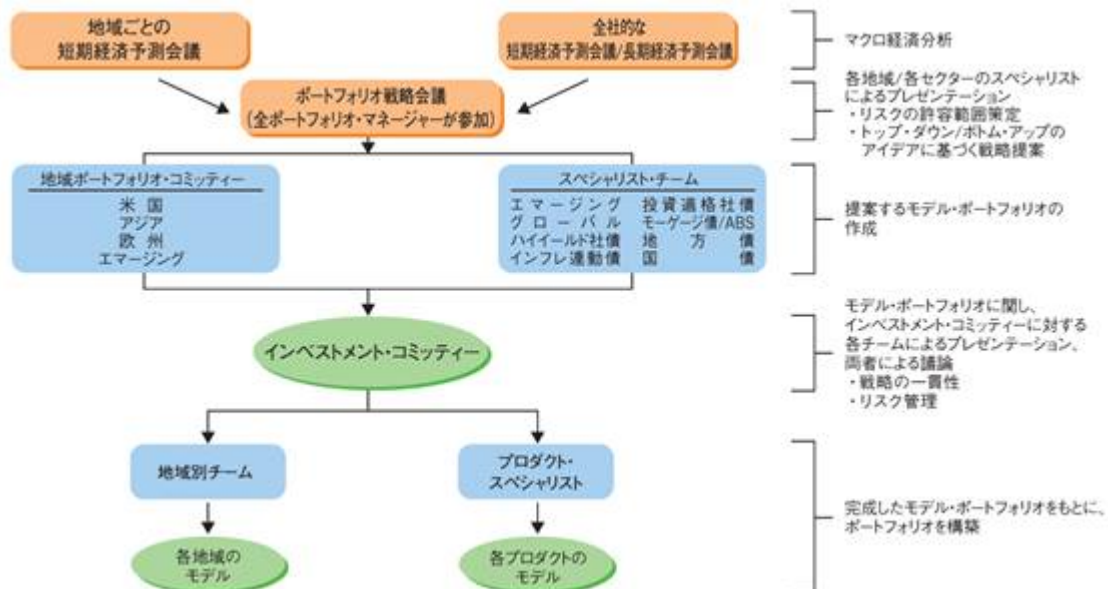 地域ごとの
短期経済予測会議
全社的な
短期経済予測会議/長期経済予測会議
マクロ経済分析
ポートフォリオ戦略会議
(全ポートフォリオ・マネージャーが参加)
各地域/各セクターのスペシャリスト
によるプレゼンテーション
・リスクの許容範囲策定
・トップ・ダウン/ボトム・アップの
アイデアに基づく戦略提案
地域ポートフォリオ・コミッティー
米国
アジア
欧州
エマージング
スペシャリスト・チーム
エマージング 投資適格社債
グローバル モーゲージ債/ABS
ハイイールド社債 地方債
インフレ連動債 国債
提案するモデル・ポートフォリオの
作成
インベストメント・コミッティー
モデル・ポートフォリオに関し、
インベストメント・コミッティーに対する
各チームによるプレゼンテーション、
両者による議論
・戦略の一貫性
・リスク管理
地域別チーム
プロダクト・
スペシャリスト
各地域の
モデル
各プロダクトの
モデル
完成したモデル・ポートフォリオをもとに、
ポートフォリオを構築